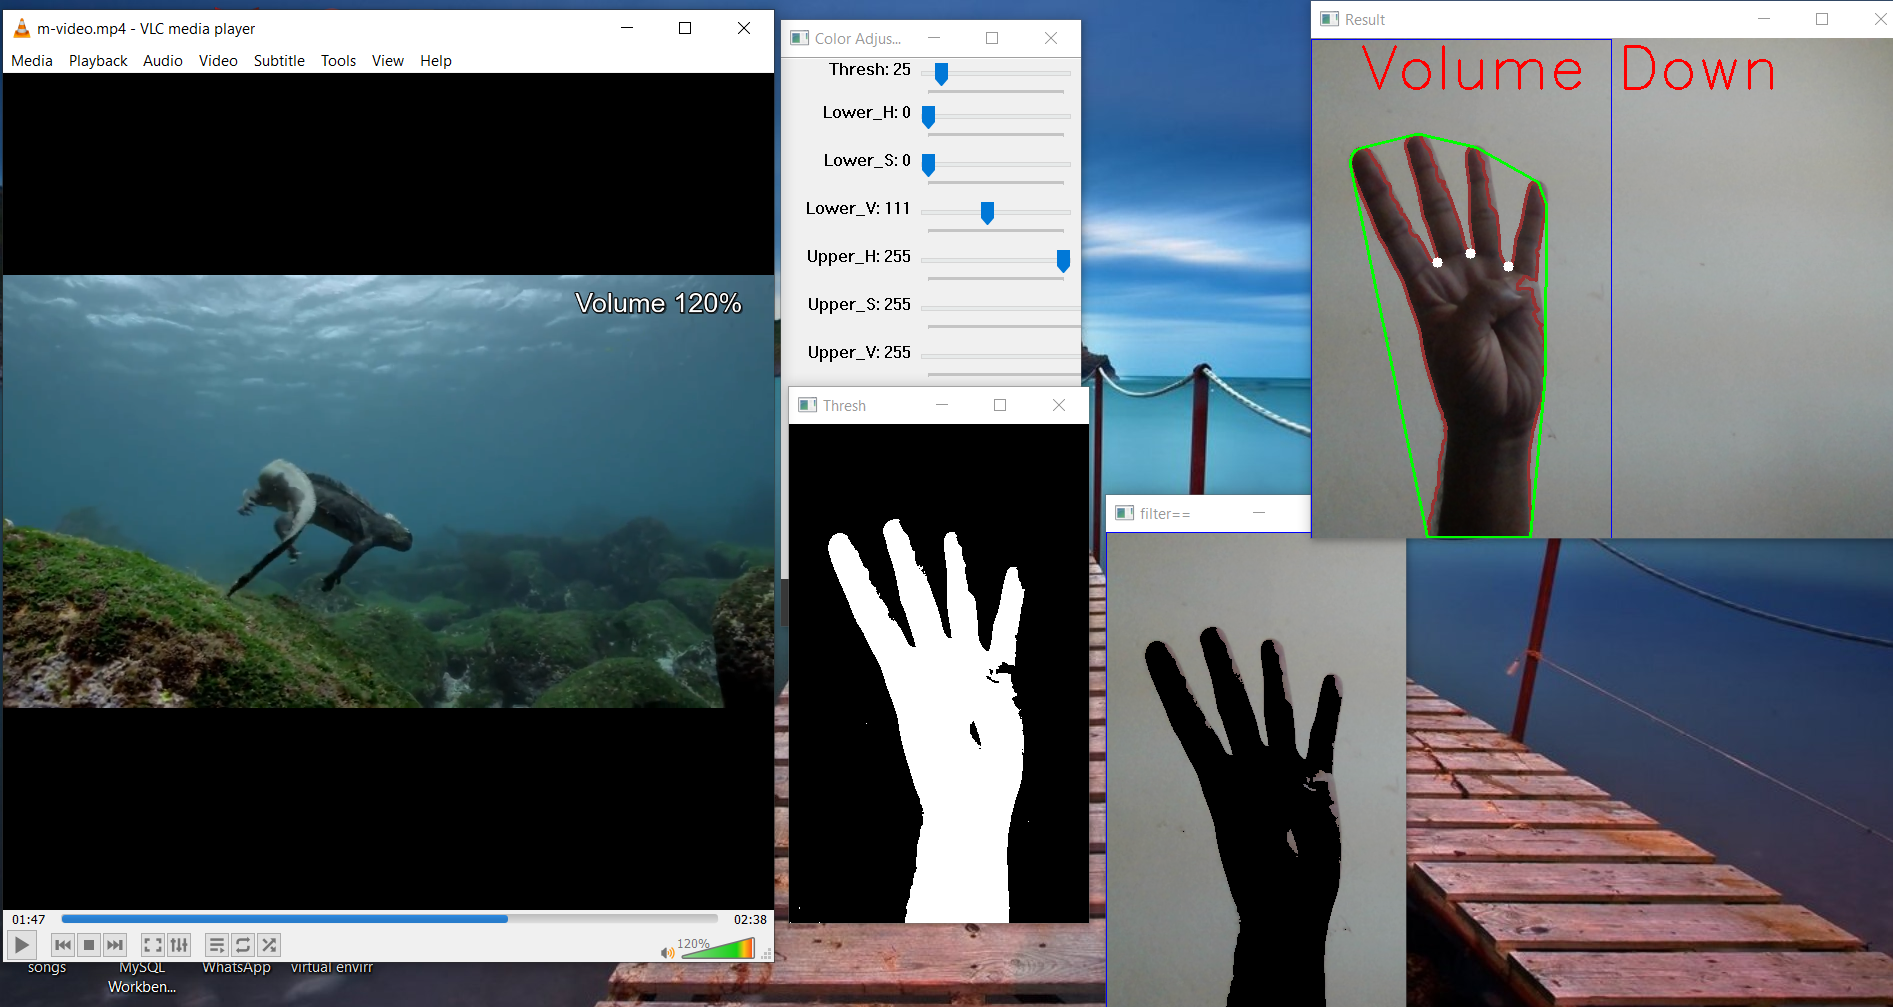 m-video.mp4 - VLC media player
Media Playback Audio Video Subtitle Tools View Help
Volume 120%
01:47
02:38
120%
songs
MySQL
Workben...
WhatsApp
virtual envirr
Color Adjus...
Thresh: 25
Lower_H: 0
Lower_S: 0
Lower_V: 111
Upper_H: 255
Upper_S: 255
Upper_V: 255
Thresh
filter==
Result
Volume Down